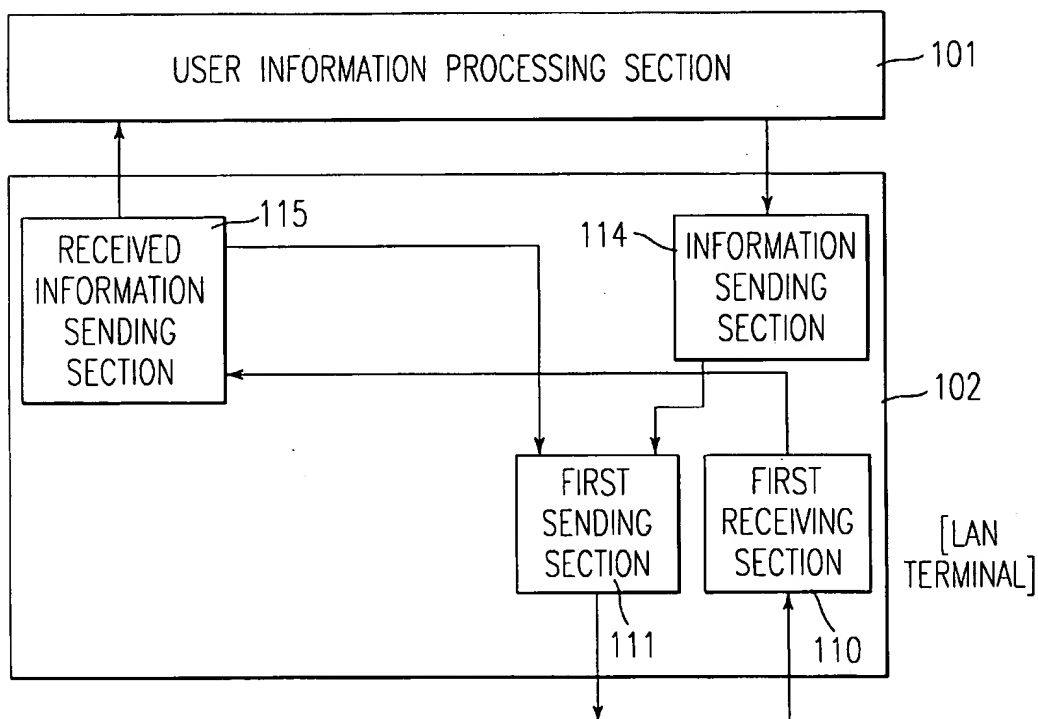 USER INFORMATION PROCESSING SECTION
101
115
RECEIVED
INFORMATION
SENDING
SECTION
114
INFORMATION
SENDING
SECTION
102
FIRST
SENDING
SECTION
111
FIRST
RECEIVING
SECTION
110
[LAN
TERMINAL]